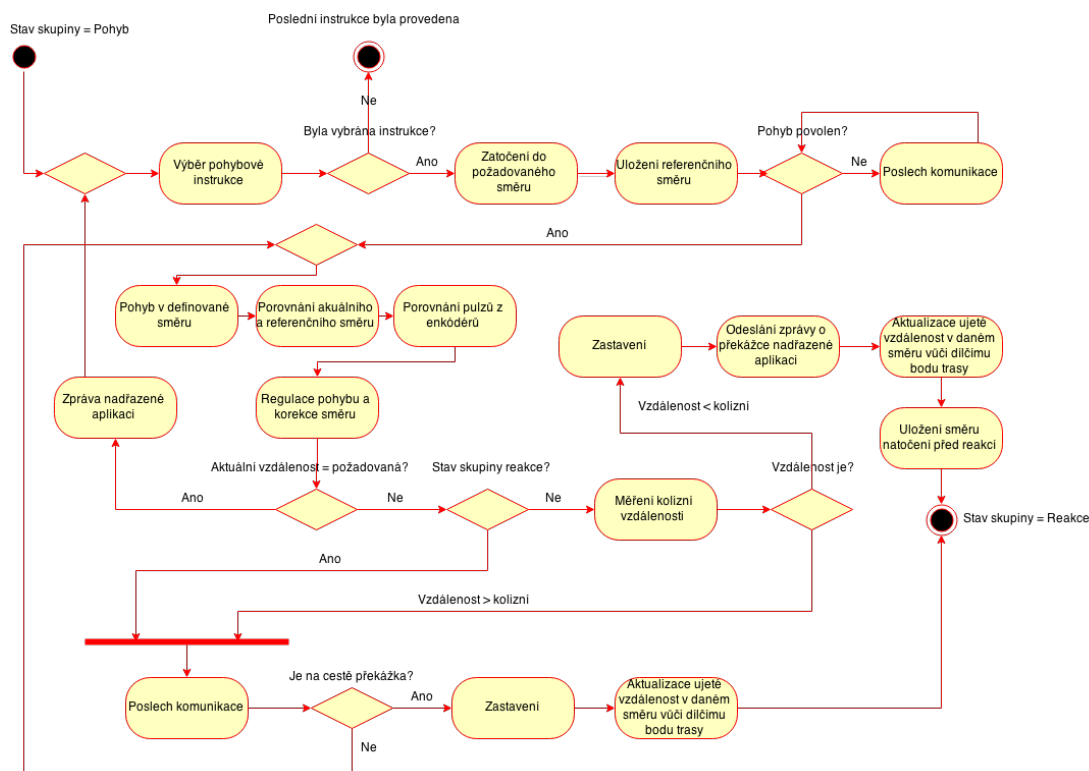 Poslední instrukce byla provedena
Stav skupiny = Pohyb
Ne
Byla vybrána instrukce?
Pohyb povolen?
Výběr pohybové
instrukce
Ano
Zatočení do
požadovaného
směru
Uložení referenčního
směru
Ne
Poslech komunikace
Ano
Pohyb v definované
směru
Porovnání akuálního
a referenčního směru
Porovnání pulzů z
enkódérů
Zastavení
Odeslání zprávy o
překážce nadřazené
aplikaci
Aktualizace ujeté
vzdálenost v daném
směru vůči dílčímu
bodu trasy
Zpráva nadřazené
aplikaci
Regulace pohybu a
korekce směru
Vzdálenost < kolizní
Uložení směru
natočení před reakcí
Aktuální vzdálenost = požadovaná?
Stav skupiny reakce?
Vzdálenost je?
Ano
Ne
Ne
Měření kolizní
vzdálenosti
Stav skupiny = Reakce
Ano
Vzdálenost > kolizní
Je na cestě překážka?
Poslech komunikace
Ano
Zastavení
Aktualizace ujeté
vzdálenost v daném
směru vůči dílčímu
bodu trasy
Ne